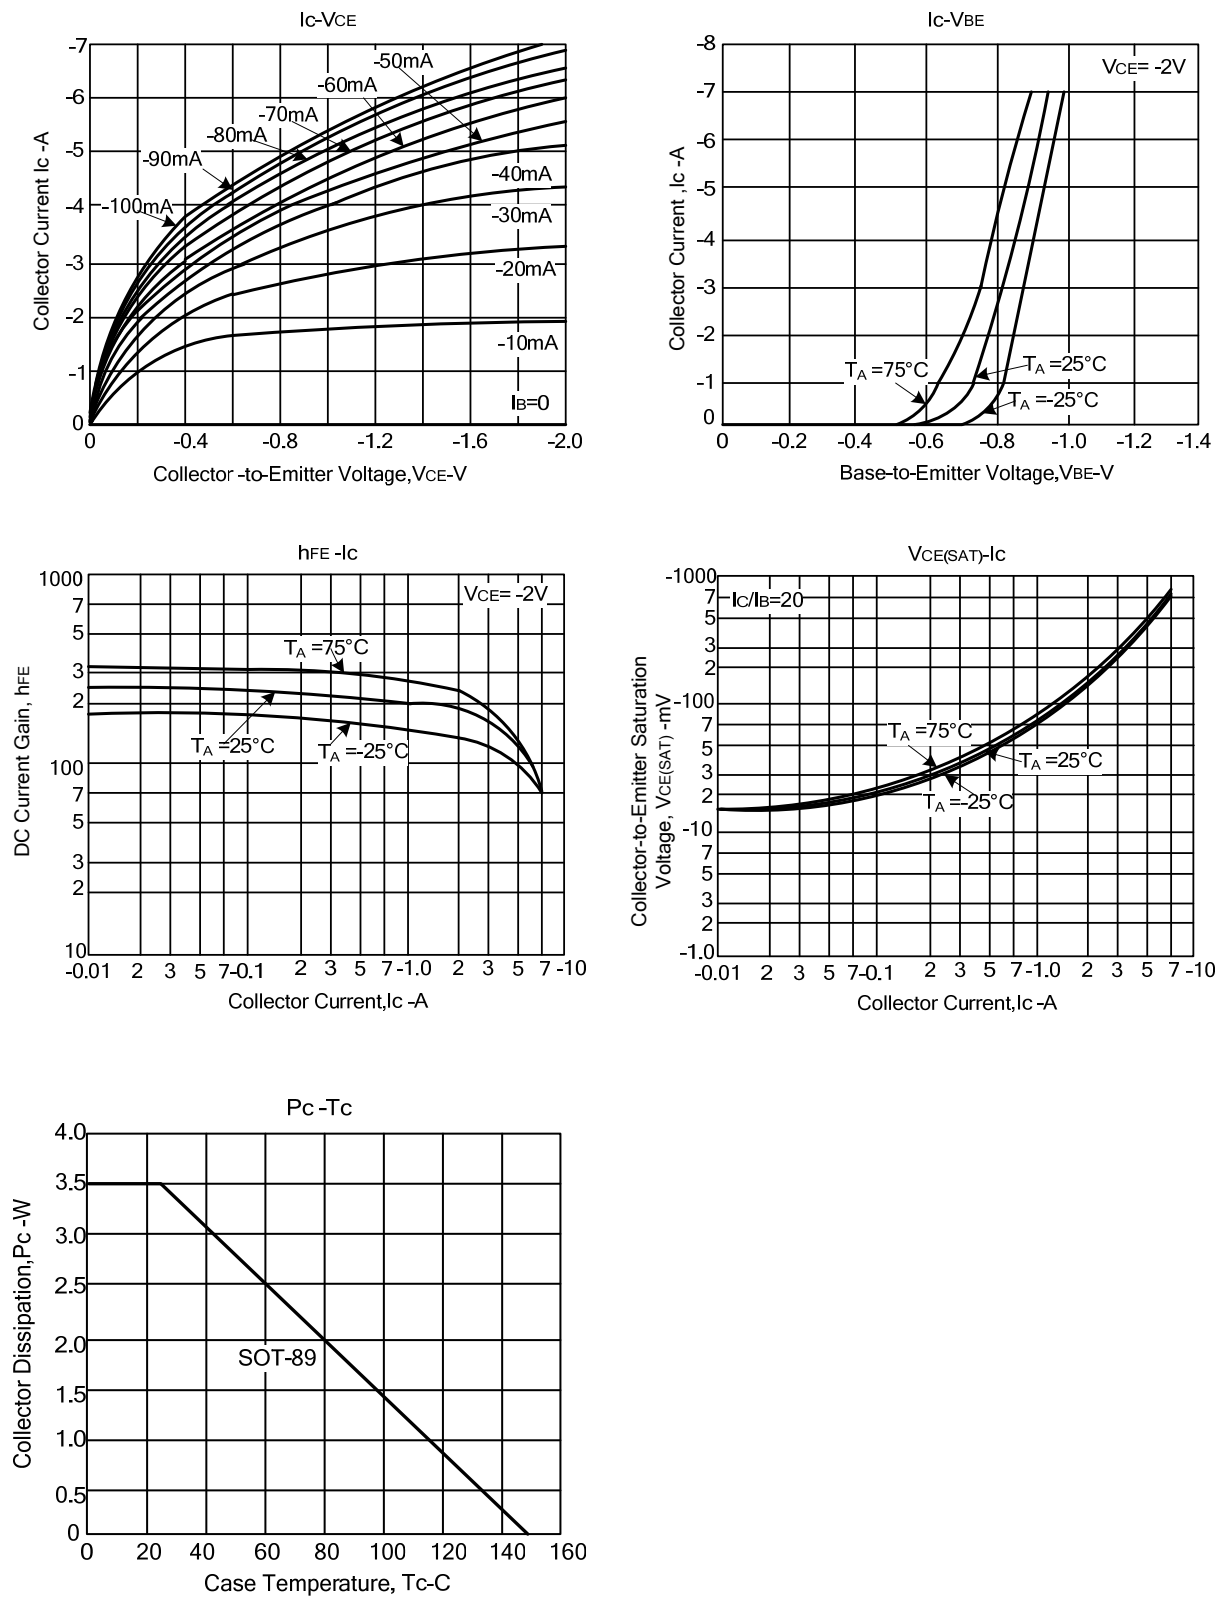 Ic-VCE
-7
-6
-5
-4
-3
-2
-1
0
Collector Current Ic -A
-50mA
-60mA
-70mA
-80mA
-90mA
-100mA
-40mA
-30mA
-20mA
-10mA
IB=0
0 -0.4 -0.8 -1.2 -1.6 -2.0
Collector -to-Emitter Voltage,VCE-V
Ic-VBE
-8
-7
-6
-5
-4
-3
-2
-1
0
Collector Current ,Ic -A
VCE= -2V
TA =75°C
TA =25°C
TA =-25°C
0 -0.2 -0.4 -0.6 -0.8 -1.0 -1.2 -1.4
Base-to-Emitter Voltage,VBE-V
hFE -Ic
1000
7
5
3
2
100
7
5
3
2
10
DC Current Gain, hFE
VCE= -2V
TA =75°C
TA =25°C
TA =-25°C
-0.01 2 3 5 7-0.1 2 3 5 7-1.0 2 3 5 7 -10
Collector Current,Ic -A
VCE(SAT)-Ic
-1000
7
5
3
2
-100
7
5
3
2
-10
7
5
3
2
-1.0
Collector-to-Emitter Saturation
Voltage, VCE(SAT) -mV
IC/IB=20
TA =75°C
TA =25°C
TA =-25°C
-0.01 2 3 5 7-0.1 2 3 5 7-1.0 2 3 5 7 -10
Collector Current,Ic -A
Pc -Tc
4.0
3.5
3.0
2.5
2.0
1.5
1.0
0.5
0
Collector Dissipation,Pc -W
SOT-89
0 20 40 60 80 100 120 140 160
Case Temperature, Tc-C